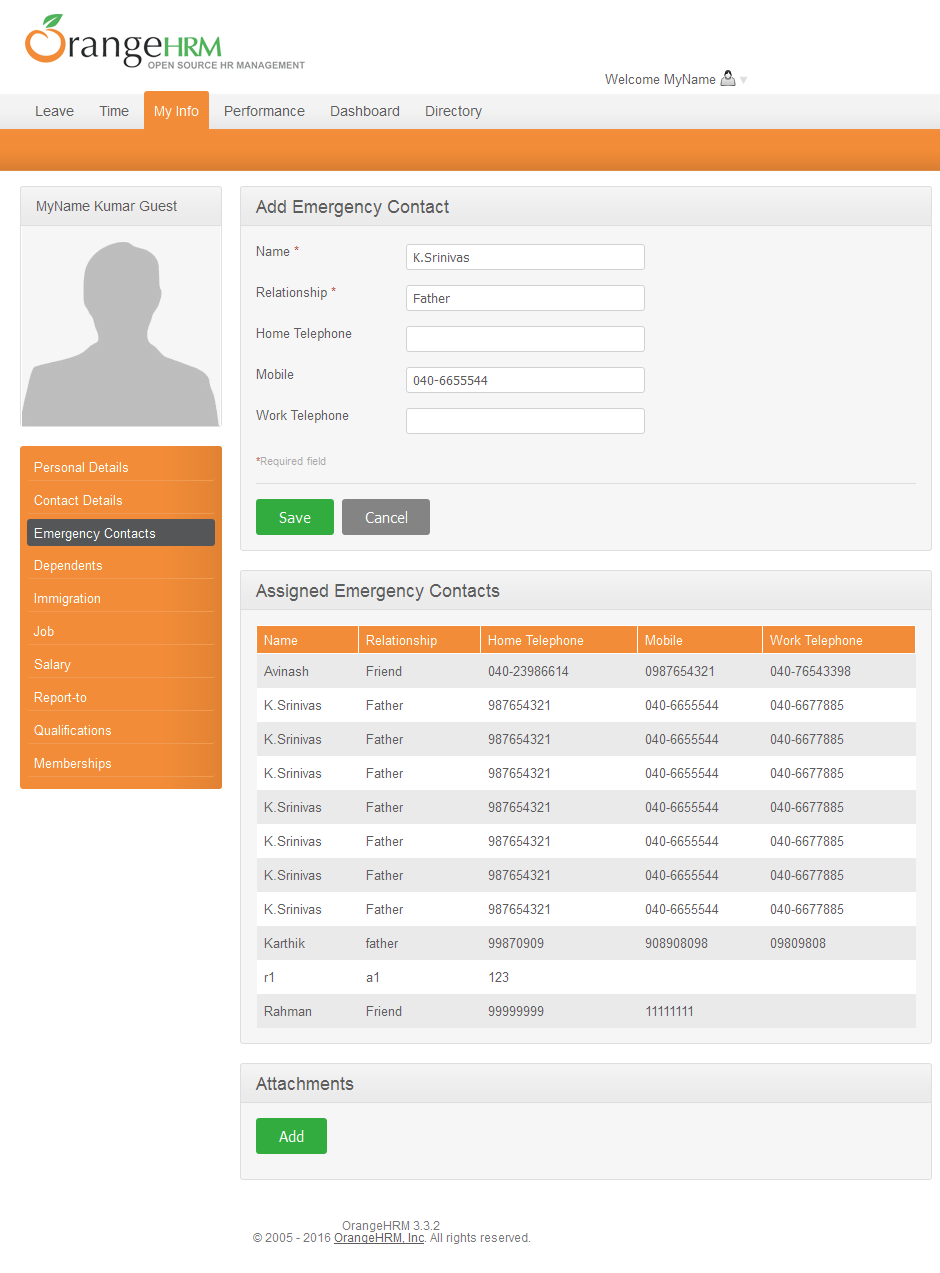 OrangeHRM
OPEN SOURCE HR MANAGEMENT
Welcome MyName
Leave Time My Info Performance Dashboard Directory
MyName Kumar Guest
Personal Details
Contact Details
Emergency Contacts
Dependents
Immigration
Job
Salary
Report-to
Qualifications
Memberships
Add Emergency Contact
Name * K.Srinivas
Relationship * Father
Home Telephone
Mobile 040-6655544
Work Telephone
*Required field
Save Cancel
Assigned Emergency Contacts
Name Relationship Home Telephone Mobile Work Telephone
Avinash Friend 040-23986614 0987654321 040-76543398
K.Srinivas Father 987654321 040-6655544 040-6677885
K.Srinivas Father 987654321 040-6655544 040-6677885
K.Srinivas Father 987654321 040-6655544 040-6677885
K.Srinivas Father 987654321 040-6655544 040-6677885
K.Srinivas Father 987654321 040-6655544 040-6677885
K.Srinivas Father 987654321 040-6655544 040-6677885
K.Srinivas Father 987654321 040-6655544 040-6677885
Karthik father 99870909 908908098 09809808
r1 a1 123
Rahman Friend 99999999 11111111
Attachments
Add
OrangeHRM 3.3.2
© 2005 - 2016 OrangeHRM, Inc. All rights reserved.